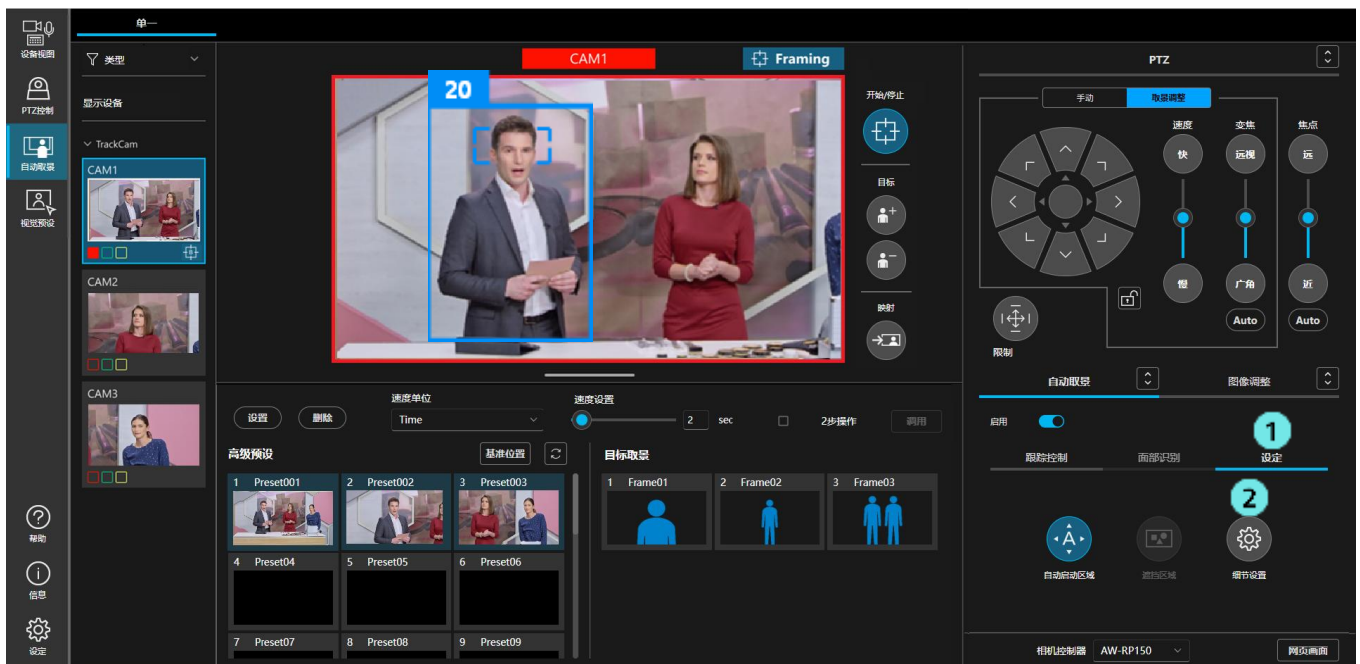 设备视图
PTZ控制
自动取景
视觉预设
帮助
信息
设定
单一
类型
显示设备
TrackCam
CAM1
CAM2
CAM3
CAM1
Framing
20
开始/停止
目标
映射
设置
删除
速度单位
Time
速度设置
2 sec
2步操作
调用
高级预设
基准位置
1 Preset001
2 Preset002
3 Preset003
4 Preset04
5 Preset05
6 Preset06
7 Preset07
8 Preset08
9 Preset09
目标取景
1 Frame01
2 Frame02
3 Frame03
PTZ
手动
取景调整
速度
变焦
焦点
快
远视
远
慢
广角
近
Auto
Auto
限制
自动取景
图像调整
启用
1
跟踪控制
面部识别
设定
2
A
自动启动区域
遮挡区域
细节设置
相机控制器
AW-RP150
网页画面